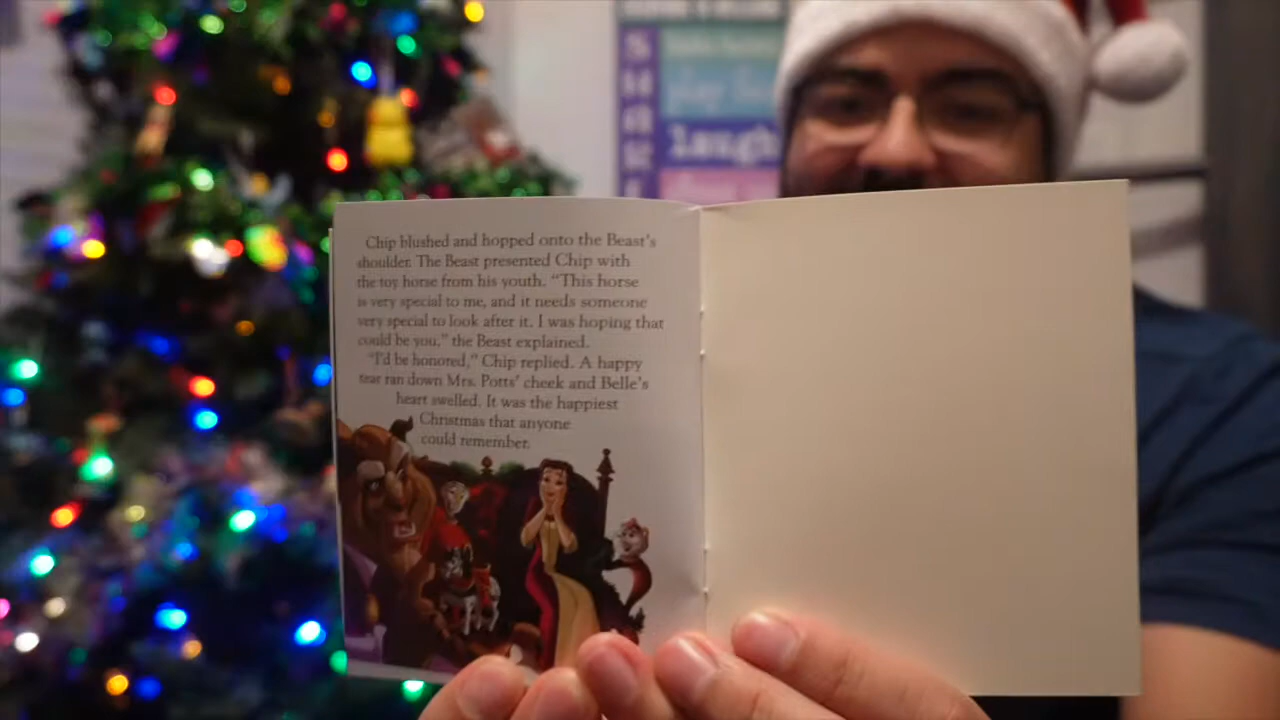 S
H
A
R
laugh
Chip blushed and hopped onto the Beast's
shoulder. The Beast presented Chip with
the toy horse from his youth. "This horse
is very special to me, and it needs someone
very special to look after it. I was hoping that
could be you," the Beast explained.
"I'd be honored," Chip replied. A happy
tear ran down Mrs. Potts' cheek and Belle's
heart swelled. It was the happiest
Christmas that anyone
could remember.